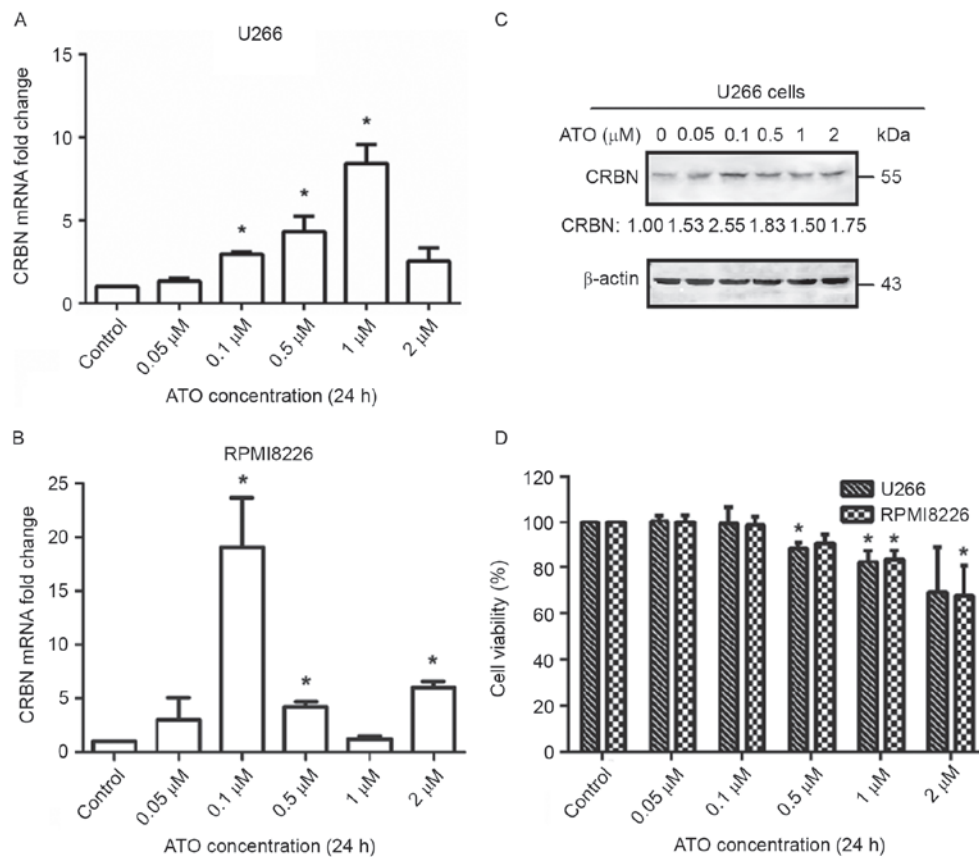 A
U266
CRBN mRNA fold change
15
10
5
0
*
*
*
Control
0.05 µM
0.1 µM
0.5 µM
1 µM
2 µM
ATO concentration (24 h)
C
U266 cells
ATO (µM) 0 0.05 0.1 0.5 1 2 kDa
CRBN 55
CRBN: 1.00 1.53 2.55 1.83 1.50 1.75
β-actin 43
B
RPMI8226
CRBN mRNA fold change
25
20
15
10
5
0
*
*
*
Control
0.05 µM
0.1 µM
0.5 µM
1 µM
2 µM
ATO concentration (24 h)
D
U266
RPMI8226
Cell viability (%)
120
100
80
60
40
20
0
*
* *
*
Control
0.05 µM
0.1 µM
0.5 µM
1 µM
2 µM
ATO concentration (24 h)